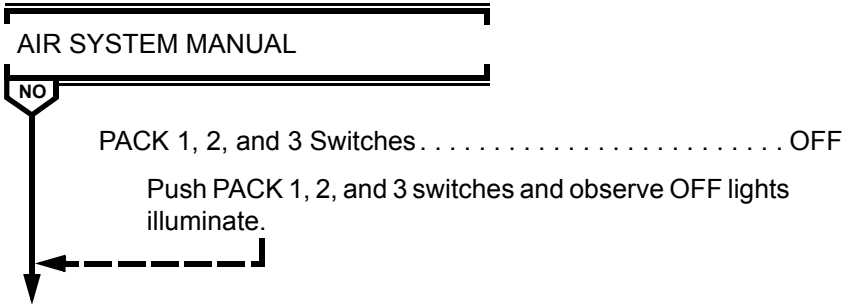 AIR SYSTEM MANUAL
NO
PACK 1, 2, and 3 Switches. . . . . . . . . . . . . . . . . . . . . . . . . OFF
Push PACK 1, 2, and 3 switches and observe OFF lights
illuminate.